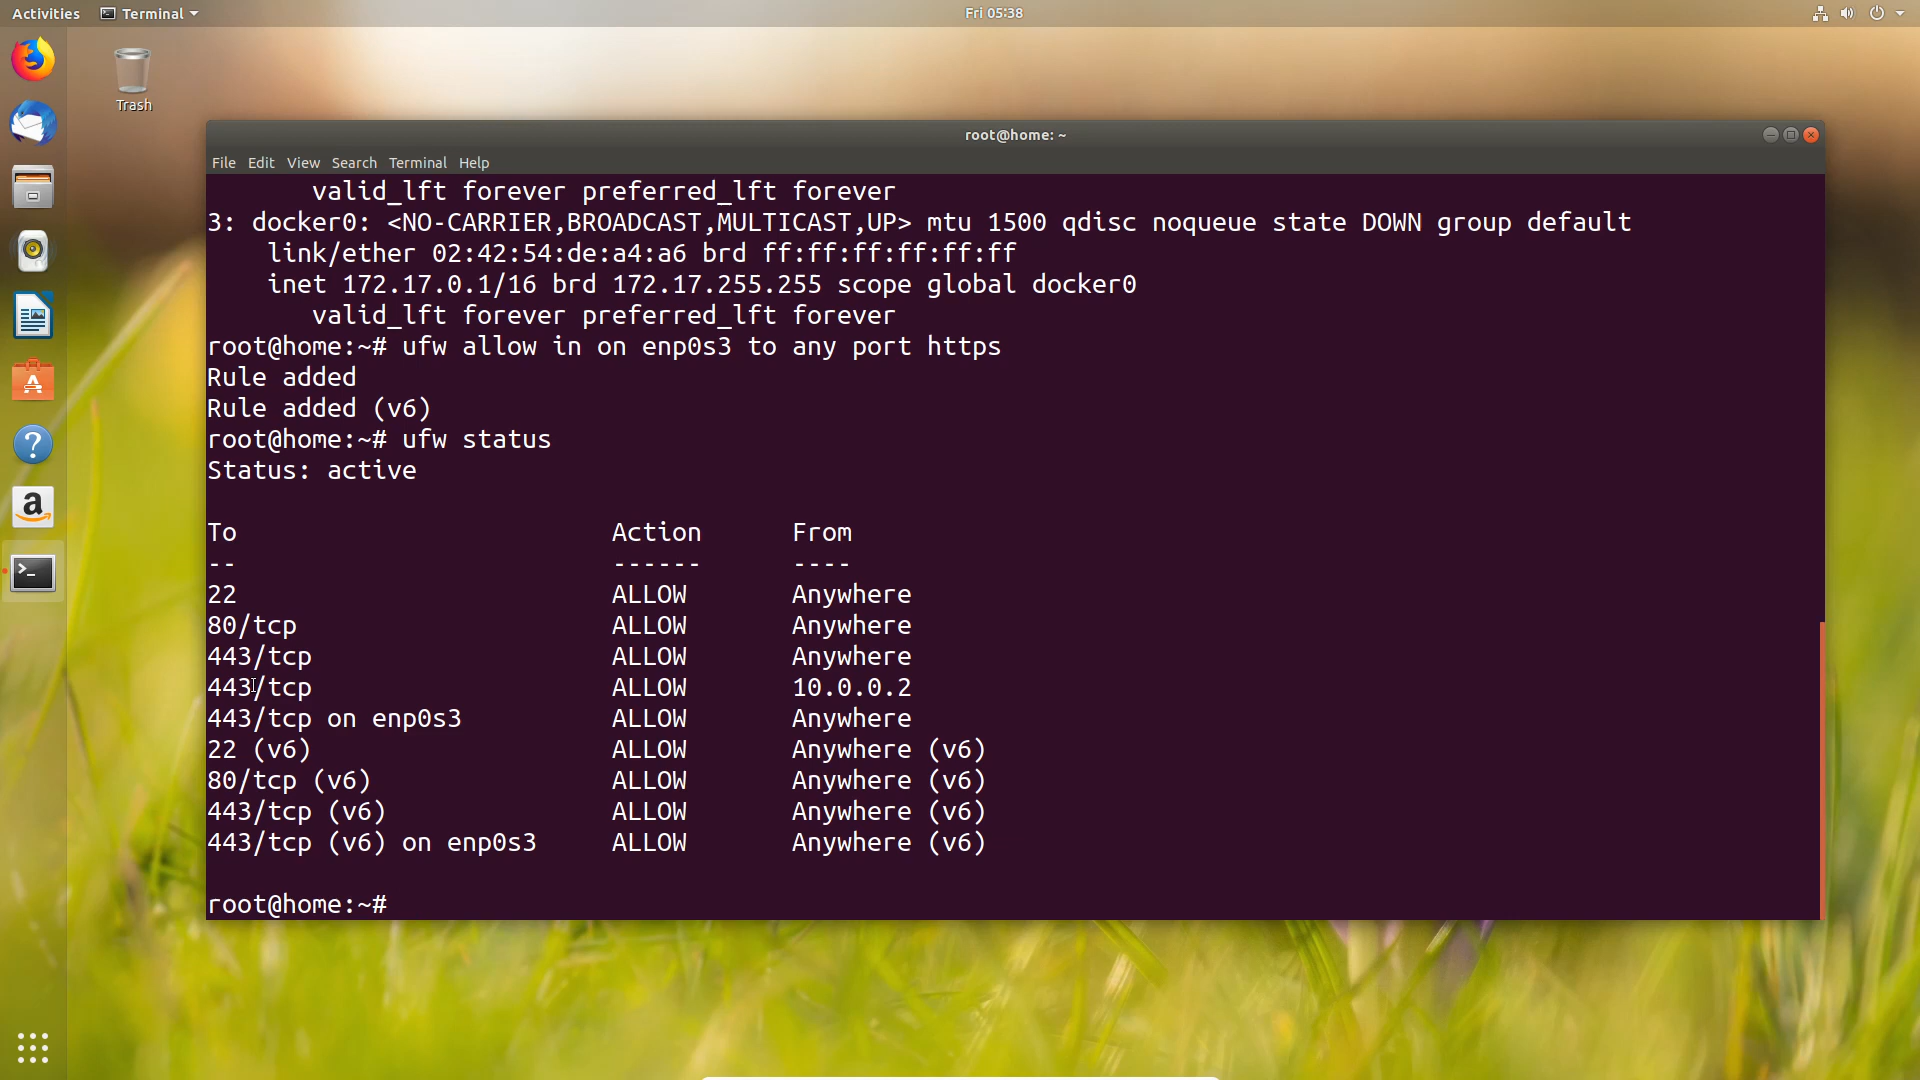 Activities Terminal Fri 05:38
Trash
root@home: ~
File Edit View Search Terminal Help
valid_lft forever preferred_lft forever
3: docker0: <NO-CARRIER,BROADCAST,MULTICAST,UP> mtu 1500 qdisc noqueue state DOWN group default
link/ether 02:42:54:de:a4:a6 brd ff:ff:ff:ff:ff:ff
inet 172.17.0.1/16 brd 172.17.255.255 scope global docker0
valid_lft forever preferred_lft forever
root@home:~# ufw allow in on enp0s3 to any port https
Rule added
Rule added (v6)
root@home:~# ufw status
Status: active
To Action From
-- ------ ----
22 ALLOW Anywhere
80/tcp ALLOW Anywhere
443/tcp ALLOW Anywhere
443/tcp ALLOW 10.0.0.2
443/tcp on enp0s3 ALLOW Anywhere
22 (v6) ALLOW Anywhere (v6)
80/tcp (v6) ALLOW Anywhere (v6)
443/tcp (v6) ALLOW Anywhere (v6)
443/tcp (v6) on enp0s3 ALLOW Anywhere (v6)
root@home:~#